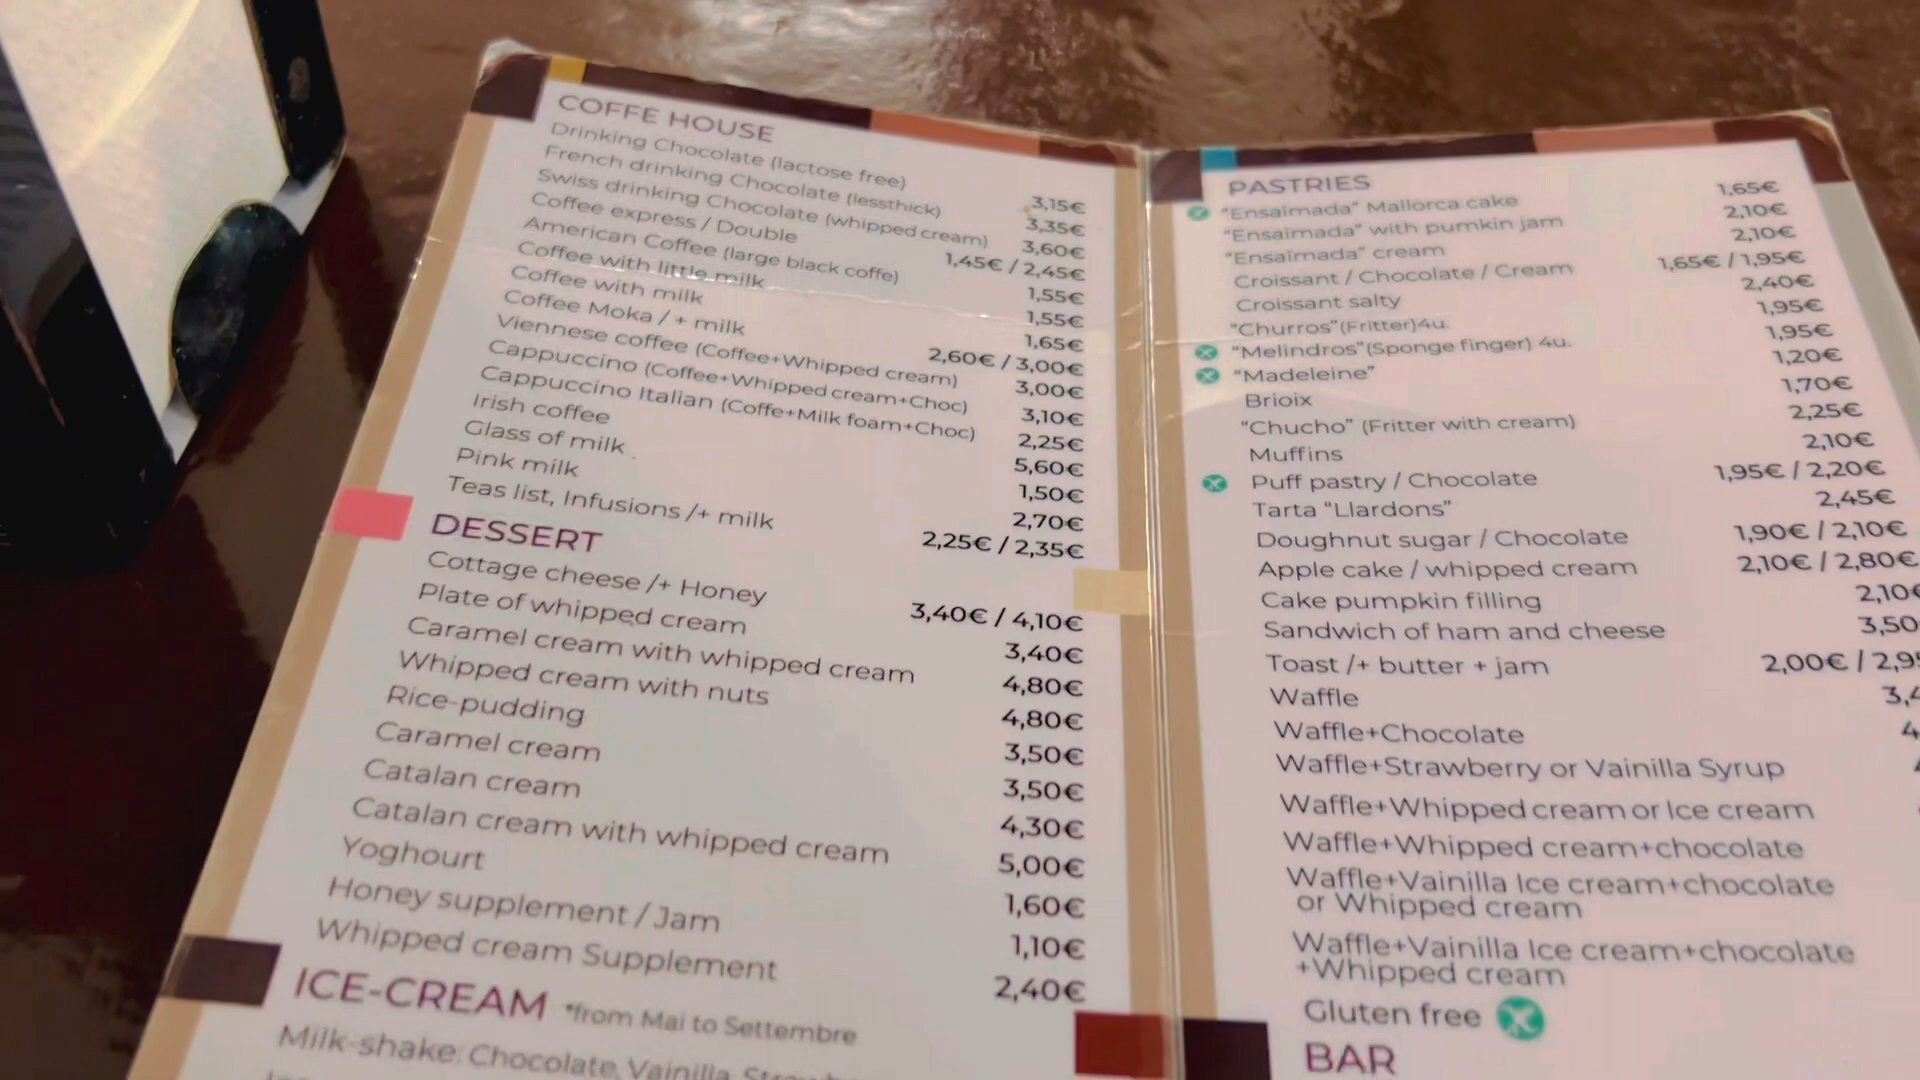 COFFE HOUSE
Drinking Chocolate (lactose free) 3,15€
French drinking Chocolate (lessthick) 3,35€
Swiss drinking Chocolate (whipped cream) 3,60€
Coffee express / Double 1,45€ / 2,45€
American Coffee (large black coffe) 1,55€
Coffee with little milk 1,55€
Coffee with milk 1,65€
Coffee Moka / + milk 2,60€ / 3,00€
Viennese coffee (Coffee+Whipped cream) 3,00€
Cappuccino (Coffee+Whipped cream+Choc) 3,10€
Cappuccino Italian (Coffe+Milk foam+Choc) 2,25€
Irish coffee 5,60€
Glass of milk 1,50€
Pink milk 2,70€
Teas list, Infusions /+ milk 2,25€ / 2,35€
DESSERT
Cottage cheese /+ Honey 3,40€ / 4,10€
Plate of whipped cream 3,40€
Caramel cream with whipped cream 4,80€
Whipped cream with nuts 4,80€
Rice-pudding 3,50€
Caramel cream 3,50€
Catalan cream 4,30€
Catalan cream with whipped cream 5,00€
Yoghourt 1,60€
Honey supplement / Jam 1,10€
Whipped cream Supplement 2,40€
ICE-CREAM *from Mai to Settembre
Milk-shake: Chocolate, Vainilla,
PASTRIES
"Ensaimada" Mallorca cake 1,65€
"Ensaimada" with pumkin jam 2,10€
"Ensaimada" cream 2,10€
Croissant / Chocolate / Cream 1,65€ / 1,95€
Croissant salty 2,40€
"Churros"(Fritter)4u. 1,95€
"Melindros"(Sponge finger) 4u. 1,95€
"Madeleine" 1,20€
Brioix 1,70€
"Chucho" (Fritter with cream) 2,25€
Muffins 2,10€
Puff pastry / Chocolate 1,95€ / 2,20€
Tarta "Llardons" 2,45€
Doughnut sugar / Chocolate 1,90€ / 2,10€
Apple cake / whipped cream 2,10€ / 2,80€
Cake pumpkin filling 2,10€
Sandwich of ham and cheese 3,50
Toast /+ butter + jam 2,00€ / 2,95
Waffle
Waffle+Chocolate
Waffle+Strawberry or Vainilla Syrup
Waffle+Whipped cream or Ice cream
Waffle+Whipped cream+chocolate
Waffle+Vainilla Ice cream+chocolate
or Whipped cream
Waffle+Vainilla Ice cream+chocolate
+Whipped cream
Gluten free
BAR